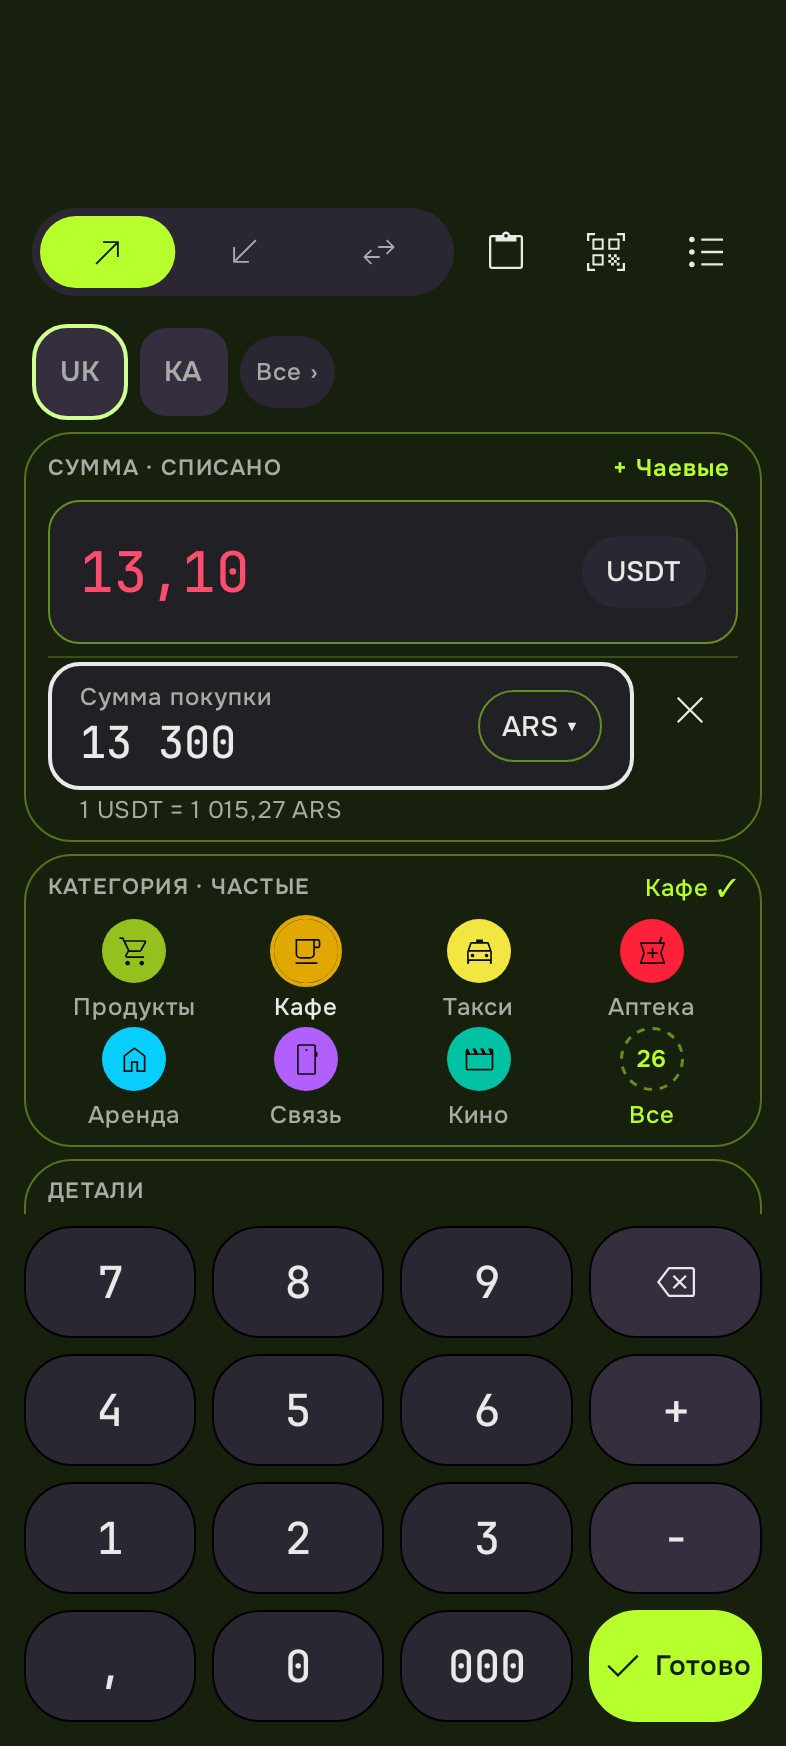 UK KA Все ›
СУММА · СПИСАНО + Чаевые
13,10 USDT
Сумма покупки
13 300 ARS ▾
1 USDT = 1 015,27 ARS
КАТЕГОРИЯ · ЧАСТЫЕ Кафе ✓
Продукты Кафе Такси Аптека
26
Аренда Связь Кино Все
ДЕТАЛИ
7 8 9
4 5 6 +
1 2 3 -
, 0 000 Готово